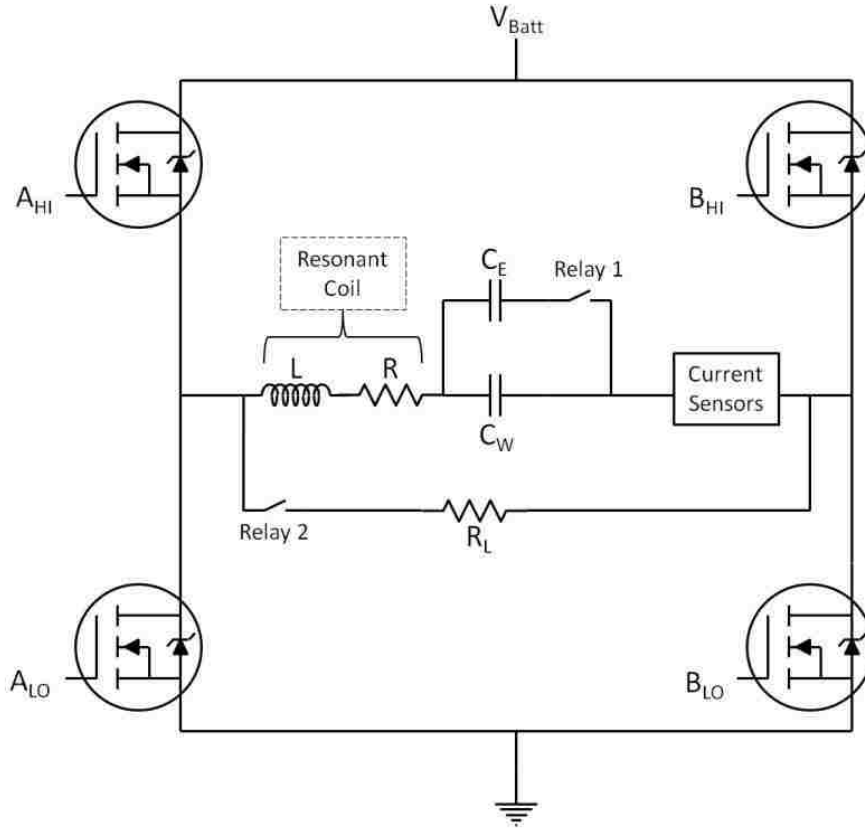 V_Batt
A_HI
B_HI
Resonant
Coil
C_E
Relay 1
L
R
C_W
Current
Sensors
Relay 2
R_L
A_LO
B_LO